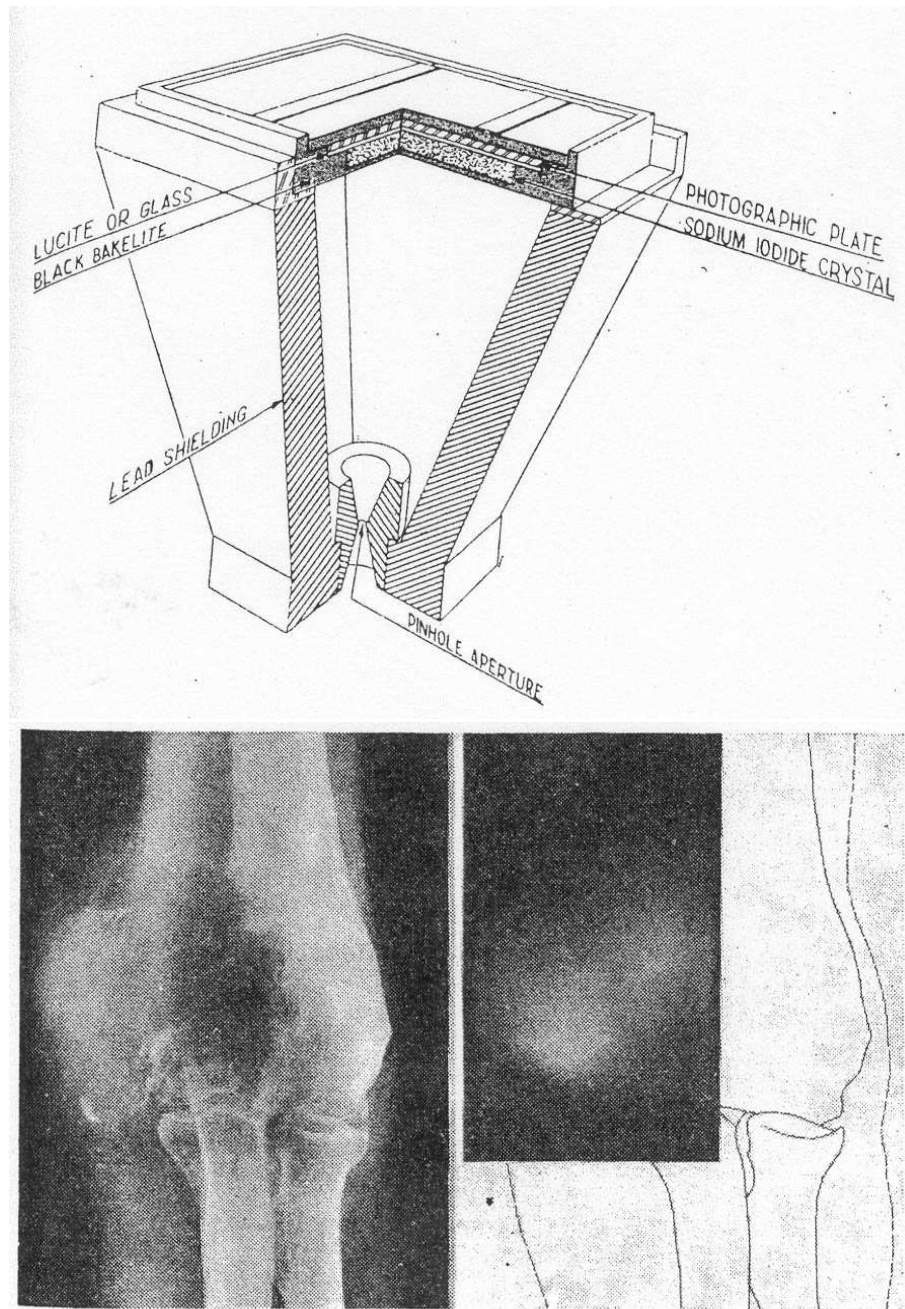 LUCITE OR GLASS
BLACK BAKELITE
PHOTOGRAPHIC PLATE
SODIUM IODIDE CRYSTAL
LEAD SHIELDING
PINHOLE APERTURE